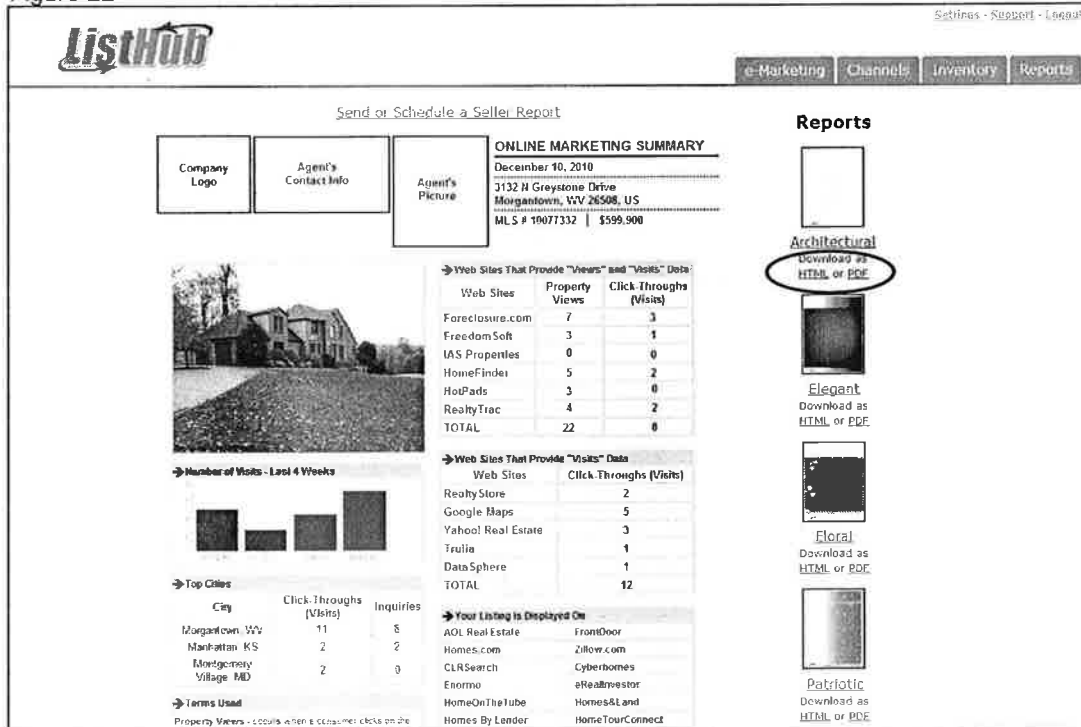 Settings - Support - Logout
ListHub
e-Marketing Channels Inventory Reports
Send or Schedule a Seller Report
Company
Logo
Agent's
Contact Info
Agent's
Picture
ONLINE MARKETING SUMMARY
December 10, 2010
3132 N Greystone Drive
Morgantown, WV 26508, US
MLS # 10077332 | $599,900
Web Sites That Provide "Views" and "Visits" Data
Web Sites Property Views Click-Throughs (Visits)
Foreclosure.com 7 3
FreedomSoft 3 1
IAS Properties 0 0
HomeFinder 5 2
HotPads 3 0
RealtyTrac 4 2
TOTAL 22 8
Number of Visits - Last 4 Weeks
Web Sites That Provide "Visits" Data
Web Sites Click-Throughs (Visits)
RealtyStore 2
Google Maps 5
Yahoo! Real Estate 3
Trulia 1
DataSphere 1
TOTAL 12
Top Cities
City Click-Throughs (Visits) Inquiries
Morgantown, WV 11 8
Manhattan KS 2 2
Montgomery Village MD 2 0
Your Listing is Displayed On
AOL Real Estate FrontDoor
Homes.com Zillow.com
CLRSearch Cyberhomes
Enormo eRealInvestor
HomeOnTheTube Homes&Land
Homes By Lender HomeTourConnect
Terms Used
Property Views - occurs when a consumer clicks on the
Reports
Architectural
Download as
HTML or PDF
Elegant
Download as
HTML or PDF
Floral
Download as
HTML or PDF
Patriotic
Download as
HTML or PDF